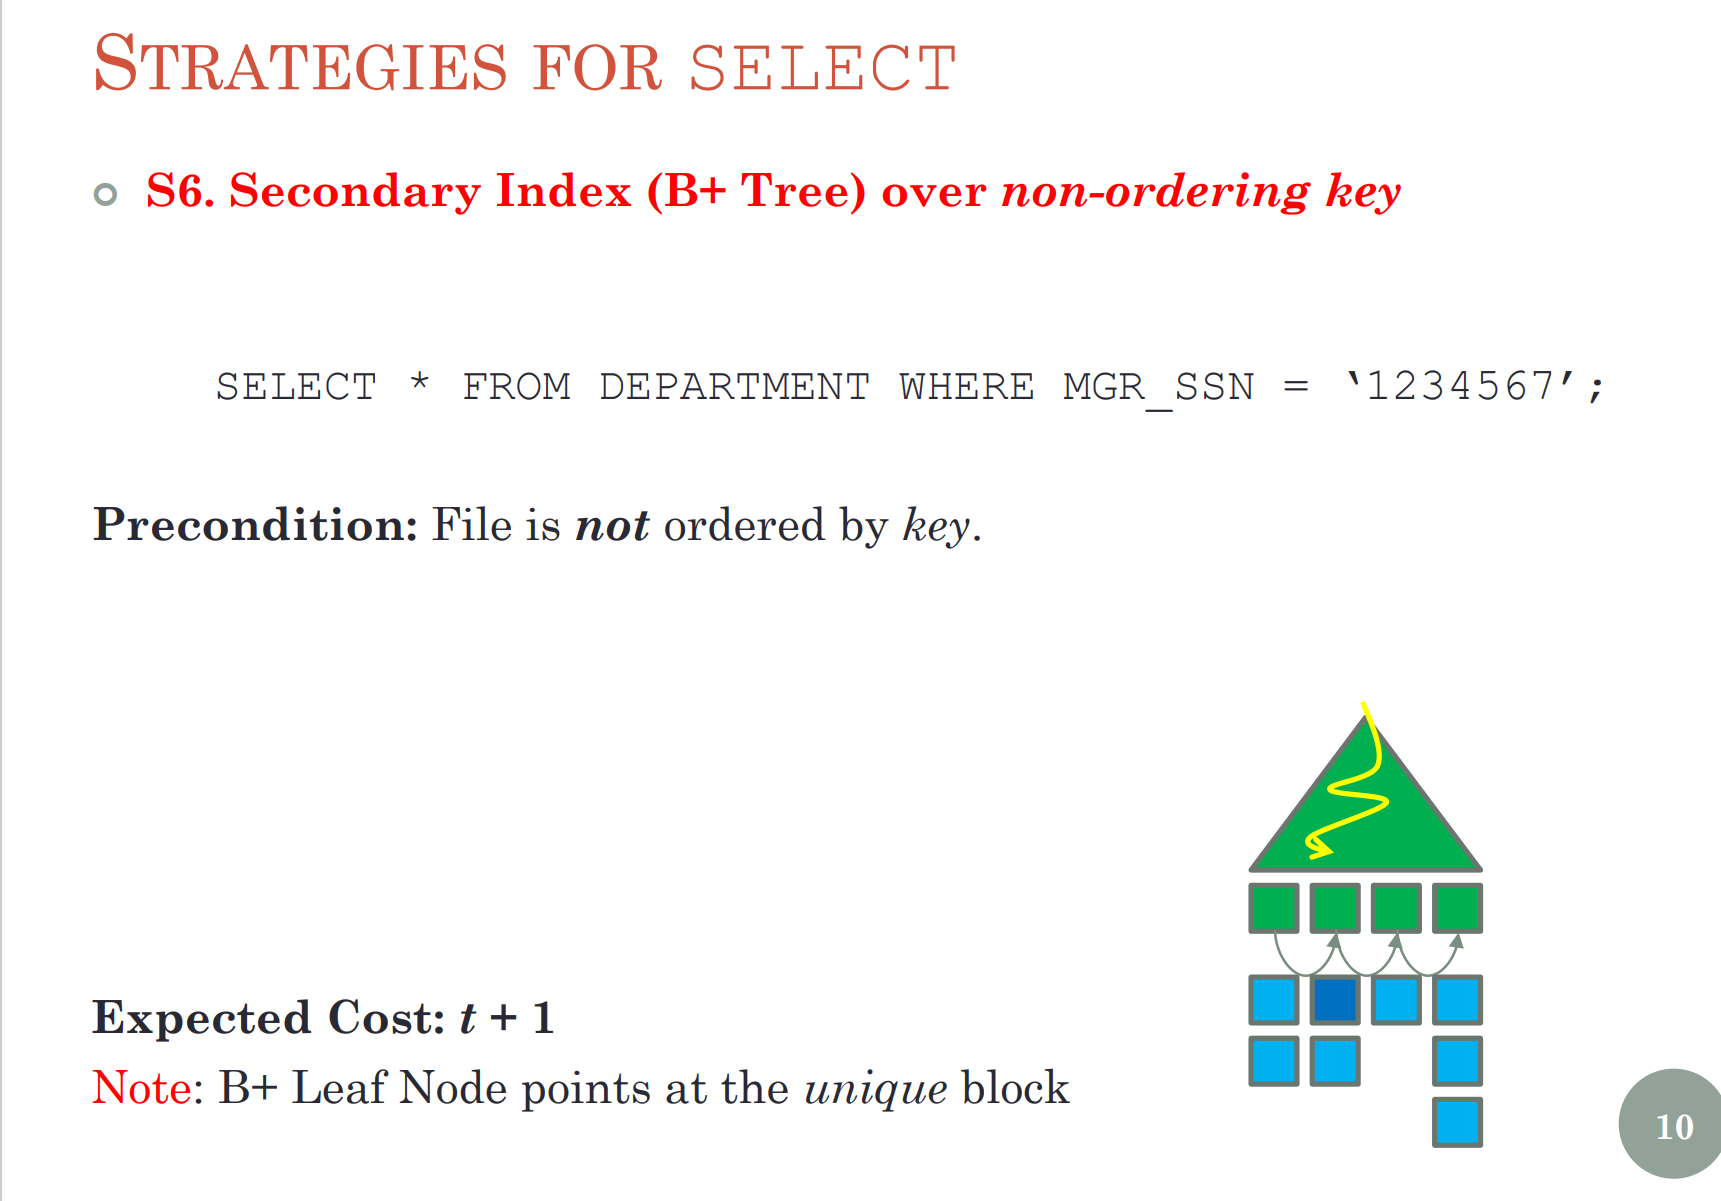 STRATEGIES FOR SELECT
S6. Secondary Index (B+ Tree) over non-ordering key
SELECT * FROM DEPARTMENT WHERE MGR_SSN = ‘1234567’;
Precondition: File is not ordered by key.
Expected Cost: t + 1
Note: B+ Leaf Node points at the unique block
10